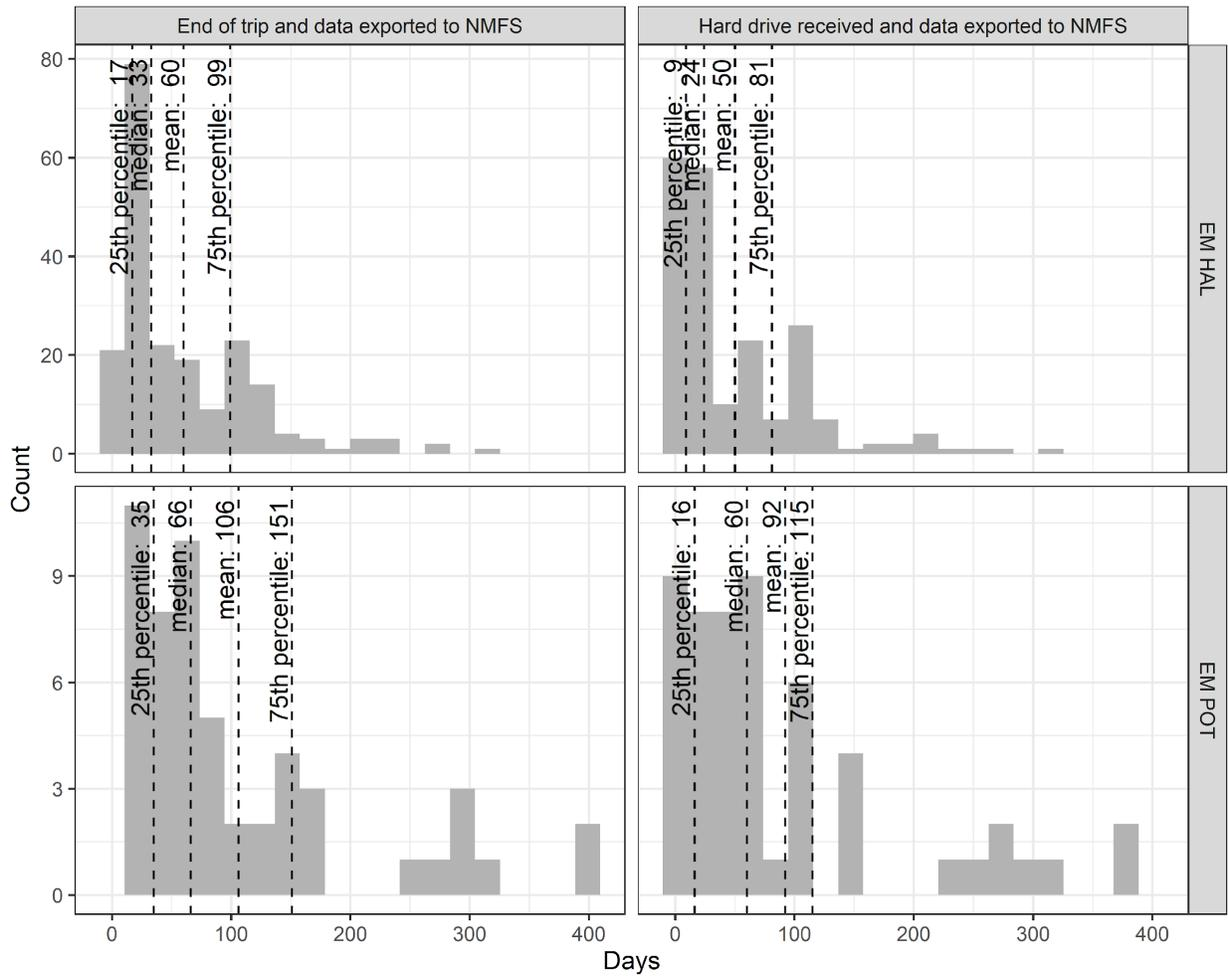 End of trip and data exported to NMFS
Hard drive received and data exported to NMFS
80
60
40
20
0
25th percentile: 17
median: 33
mean: 60
75th percentile: 99
25th percentile: 9
median: 24
mean: 50
75th percentile: 81
EM HAL
Count
9
6
3
0
25th percentile: 35
median: 66
mean: 106
75th percentile: 151
25th percentile: 16
median: 60
mean: 92
75th percentile: 115
EM POT
0 100 200 300 400
0 100 200 300 400
Days